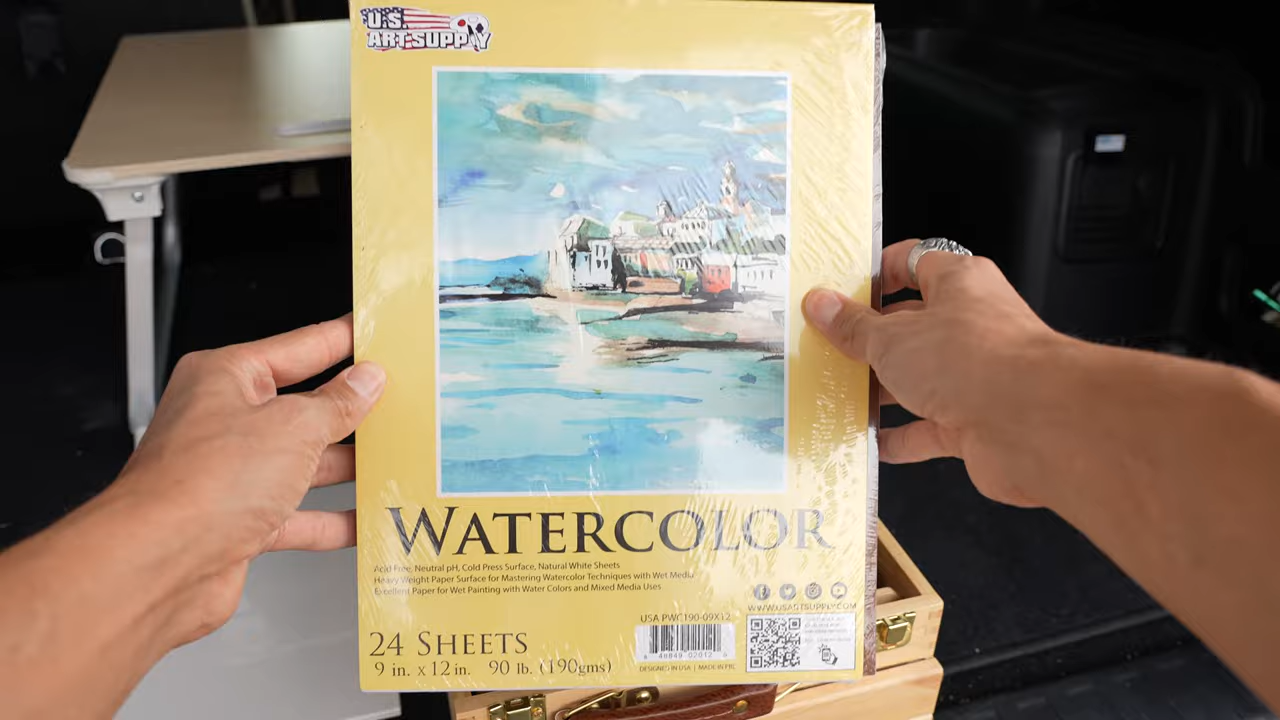 U.S.
ART SUPPLY
WATERCOLOR
Acid Free, Neutral pH, Cold Press Surface, Natural White Sheets
Heavy Weight Paper Surface for Mastering Watercolor Techniques with Wet Media
Excellent Paper for Wet Painting with Water Colors and Mixed Media Uses
WWW.USARTSUPPLY.COM
USA PWC190-09X12
24 SHEETS
9 in. x 12 in. 90 lb. (190gms)
DESIGNED IN USA | MADE IN PRC